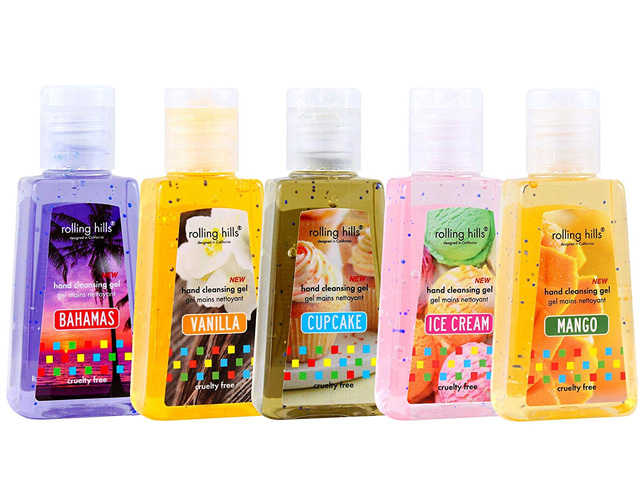 rolling hills®
designed in California
NEW
hand cleansing gel
gel mains nettoyant
BAHAMAS
cruelty free
rolling hills®
designed in California
NEW
hand cleansing gel
gel mains nettoyant
VANILLA
cruelty free
rolling hills®
designed in California
NEW
hand cleansing gel
gel mains nettoyant
CUPCAKE
cruelty free
rolling hills®
designed in California
NEW
hand cleansing gel
gel mains nettoyant
ICE CREAM
cruelty free
rolling hills®
designed in California
NEW
hand cleansing gel
gel mains nettoyant
MANGO
cruelty free